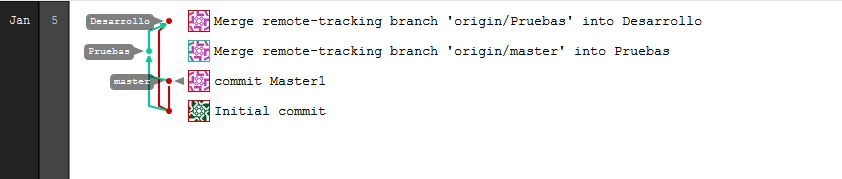 Jan 5 Desarrollo Merge remote-tracking branch 'origin/Pruebas' into Desarrollo
Pruebas Merge remote-tracking branch 'origin/master' into Pruebas
master commit Master1
Initial commit